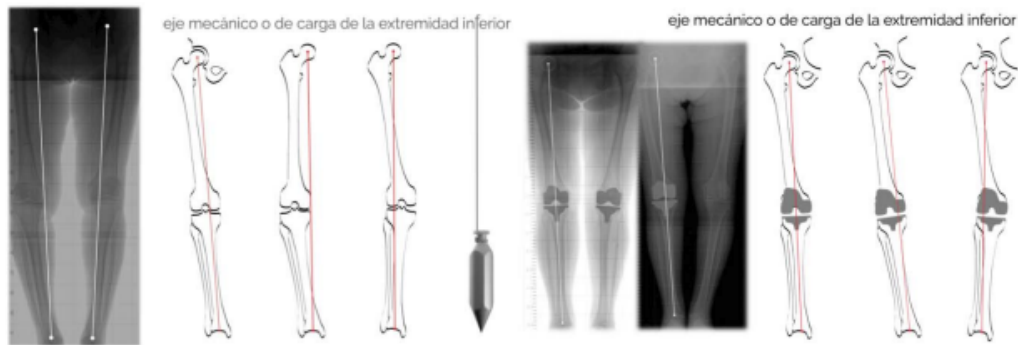 eje mecánico o de carga de la extremidad inferior
eje mecánico o de carga de la extremidad inferior